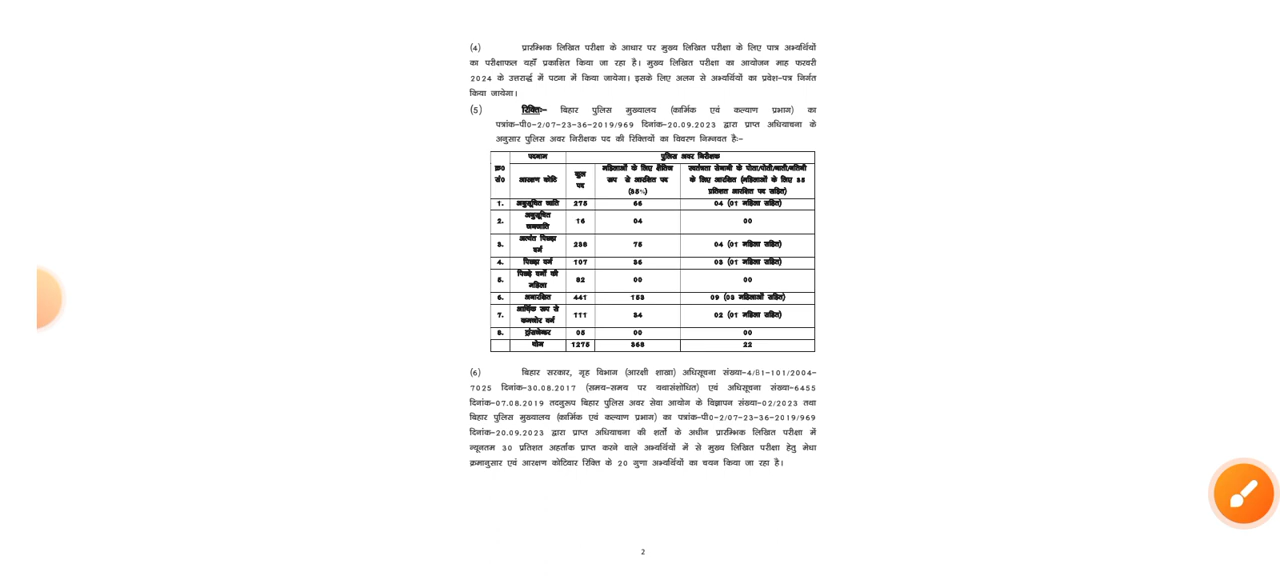 (4) प्रारम्भिक लिखित परीक्षा के आधार पर मुख्य लिखित परीक्षा के लिए पात्र अभ्यर्थियों
का परीक्षाफल यहाँ प्रकाशित किया जा रहा है। मुख्य लिखित परीक्षा का आयोजन माह फरवरी
2024 के उत्तरार्द्ध में पटना में किया जायेगा। इसके लिए अलग से अभ्यर्थियों का प्रवेश-पत्र निर्गत
किया जायेगा।
(5) रिक्तिः- बिहार पुलिस मुख्यालय (कार्मिक एवं कल्याण प्रभाग) का
पत्रांक-पी0-2/07-23-36-2019/969 दिनांक-20.09.2023 द्वारा प्राप्त अधियाचना के
अनुसार पुलिस अवर निरीक्षक पद की रिक्तियों का विवरण निम्नवत हैः-
पदनाम पुलिस अवर निरीक्षक
क्र0 सं0 आरक्षण कोटि कुल पद महिलाओं के लिए क्षैतिज रूप से आरक्षित पद (35%) स्वतंत्रता सेनानी के पोता/पोती/नाती/नतिनी के लिए आरक्षित (महिलाओं के लिए 35 प्रतिशत आरक्षित पद सहित)
1. अनुसूचित जाति 275 66 04 (01 महिला सहित)
2. अनुसूचित जनजाति 16 04 00
3. अत्यंत पिछड़ा वर्ग 238 75 04 (01 महिला सहित)
4. पिछड़ा वर्ग 107 36 03 (01 महिला सहित)
5. पिछड़े वर्गों की महिला 82 00 00
6. अनारक्षित 441 153 09 (03 महिलाओं सहित)
7. आर्थिक रूप से कमजोर वर्ग 111 34 02 (01 महिला सहित)
8. ट्रांसजेन्डर 05 00 00
योग 1275 368 22
(6) बिहार सरकार, गृह विभाग (आरक्षी शाखा) अधिसूचना संख्या-4/B1-101/2004-
7025 दिनांक-30.08.2017 (समय-समय पर यथासंशोधित) एवं अधिसूचना संख्या-6455
दिनांक-07.08.2019 तदनुरूप बिहार पुलिस अवर सेवा आयोग के विज्ञापन संख्या-02/2023 तथा
बिहार पुलिस मुख्यालय (कार्मिक एवं कल्याण प्रभाग) का पत्रांक-पी0-2/07-23-36-2019/969
दिनांक-20.09.2023 द्वारा प्राप्त अधियाचना की शर्तों के अधीन प्रारम्भिक लिखित परीक्षा में
न्यूनतम 30 प्रतिशत अहर्तांक प्राप्त करने वाले अभ्यर्थियों में से मुख्य लिखित परीक्षा हेतु मेधा
क्रमानुसार एवं आरक्षण कोटिवार रिक्ति के 20 गुणा अभ्यर्थियों का चयन किया जा रहा है।
2